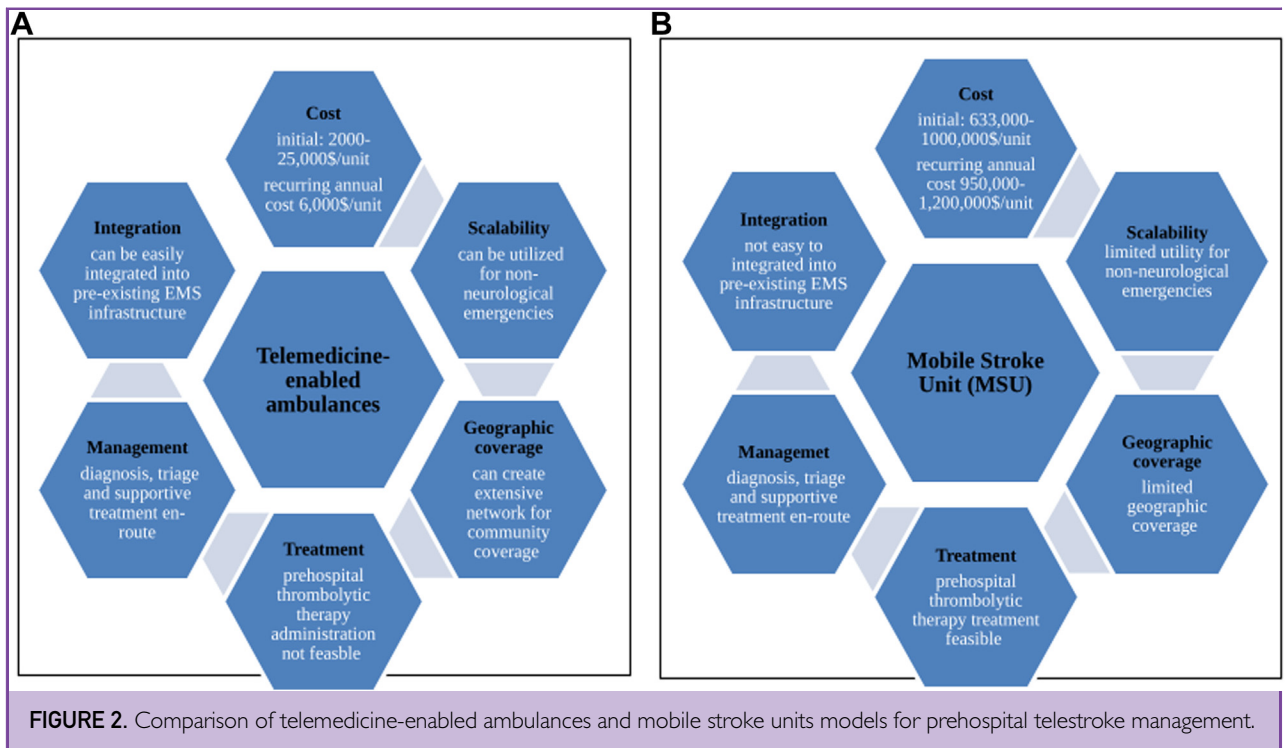 A
Cost
initial: 2000-
25,000$/unit
recurring annual
cost 6,000$/unit
Scalability
can be utilized
for non-
neurological
emergencies
Geographic
coverage
can create
extensive
network for
community
coverage
Treatment
prehospital
thrombolytic
therapy
administration
not feasble
Management
diagnosis, triage
and supportive
treatment en-
route
Integration
can be easily
integrated into
pre-existing EMS
infrastructure
Telemedicine-
enabled
ambulances
B
Cost
initial: 633,000-
1000,000$/unit
recurring annual
cost 950,000-
1,200,000$/unit
Scalability
limited utility for
non-neurological
emergencies
Geographic
coverage
limited
geographic
coverage
Treatment
prehospital
thrombolytic
therapy treatment
feasible
Managemet
diagnosis, triage
and supportive
treatment en-route
Integration
not easy to
integrated into
pre-existing EMS
infrastructure
Mobile Stroke
Unit (MSU)
FIGURE 2. Comparison of telemedicine-enabled ambulances and mobile stroke units models for prehospital telestroke management.